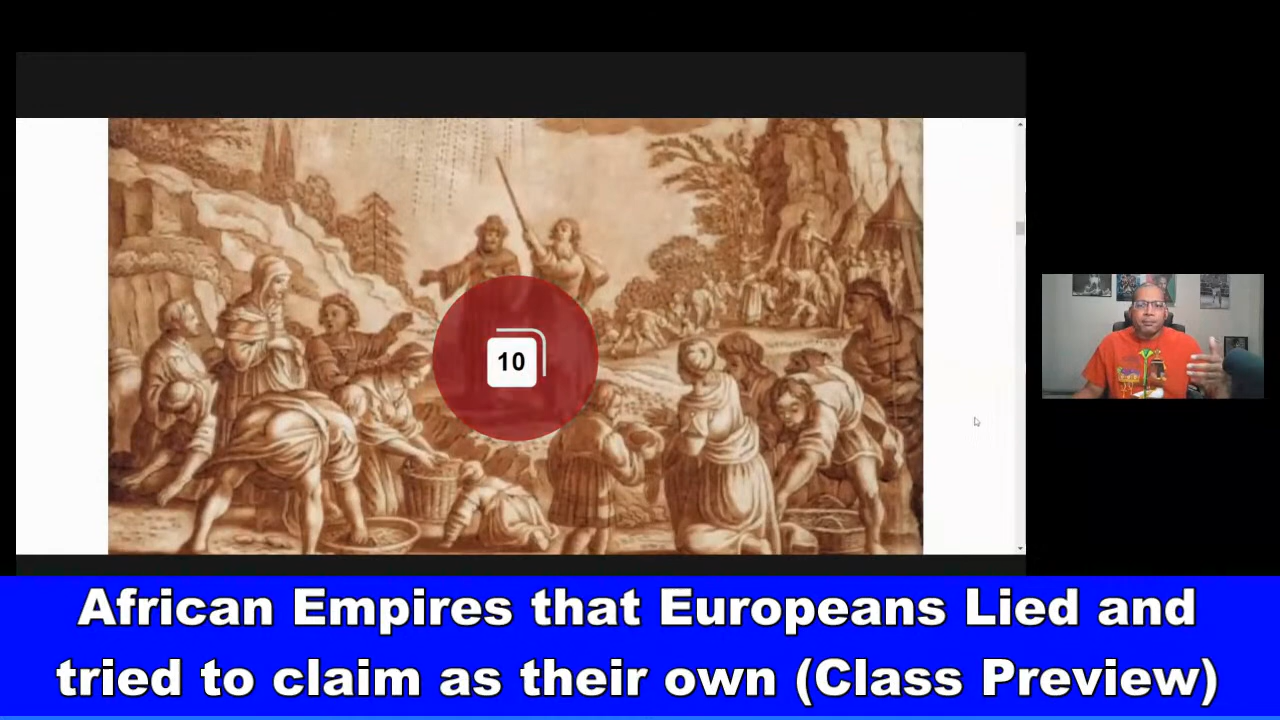 10
African Empires that Europeans Lied and
tried to claim as their own (Class Preview)